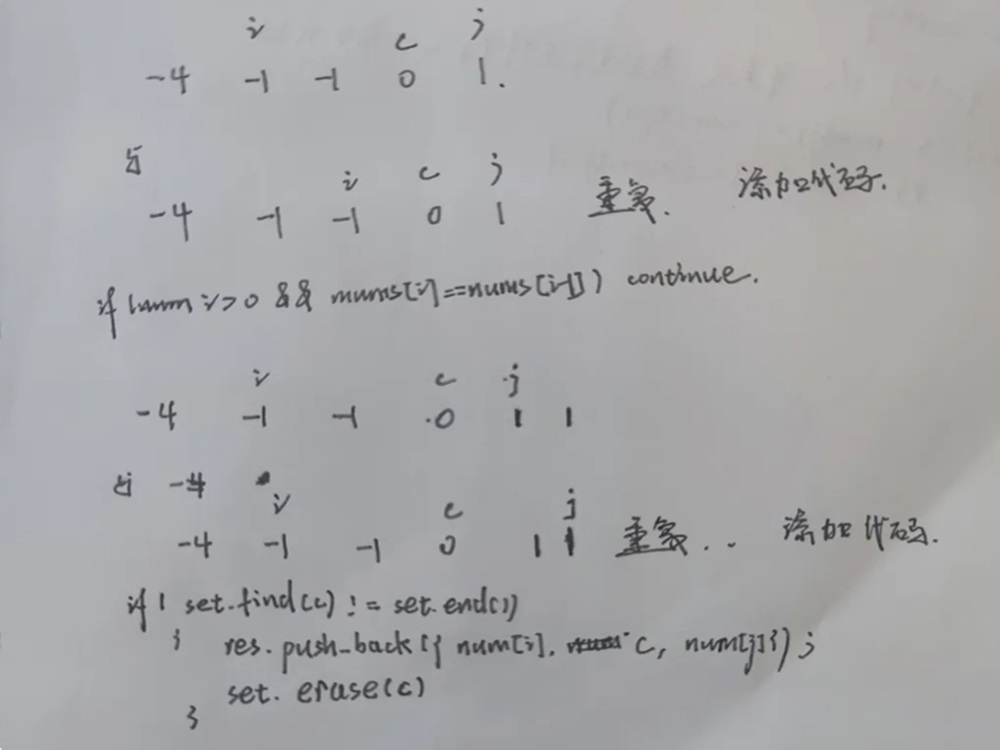 i c j
-4 -1 -1 0 1.
与 i c j
-4 -1 -1 0 1 重复. 添加代码.
if ( i>0 && nums[i]==nums[i-1]) continue.
i c j
-4 -1 -1 0 1 1
与
i c j
-4 -1 -1 0 1 1 重复.. 添加代码.
if ( set.find(c) != set.end())
{ res.push_back({ num[i], c, num[j]});
set. erase(c)
}